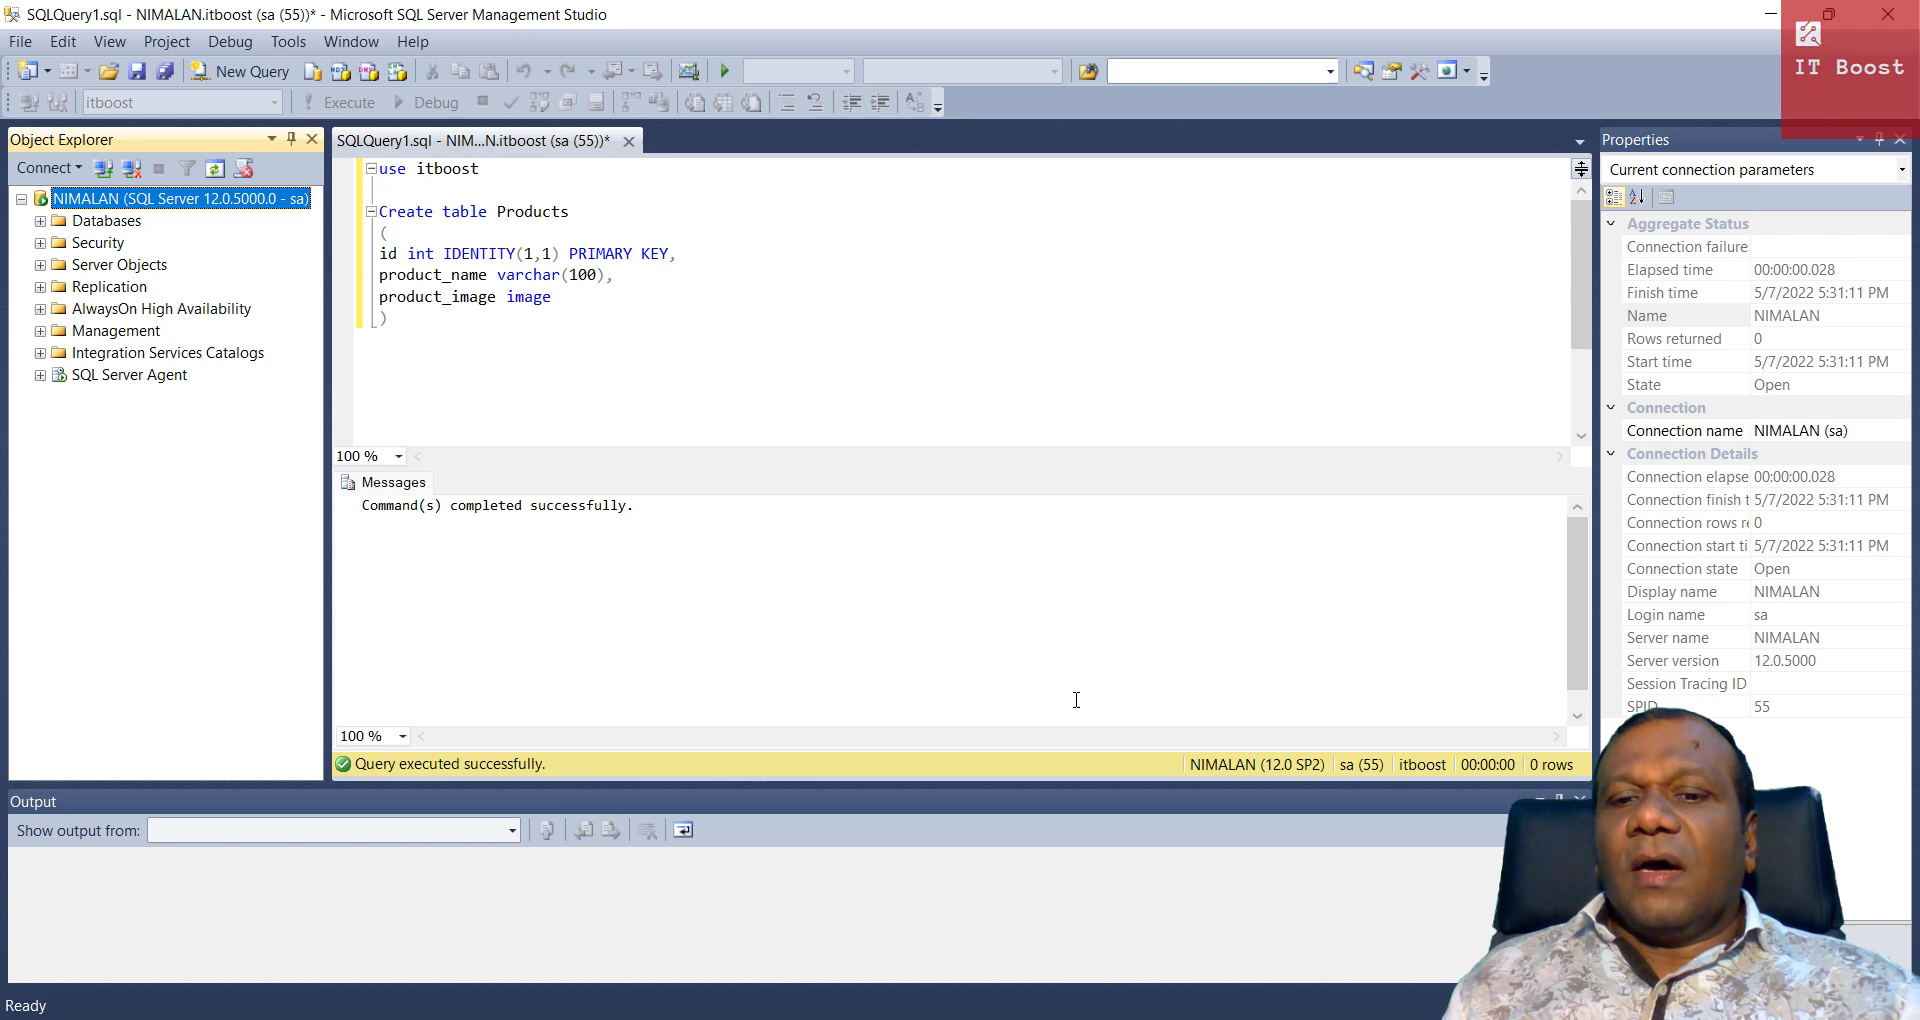 SQLQuery1.sql - NIMALAN.itboost (sa (55))* - Microsoft SQL Server Management Studio
File Edit View Project Debug Tools Window Help
IT Boost
New Query
itboost
Execute
Debug
Object Explorer
Connect
NIMALAN (SQL Server 12.0.5000.0 - sa)
Databases
Security
Server Objects
Replication
AlwaysOn High Availability
Management
Integration Services Catalogs
SQL Server Agent
SQLQuery1.sql - NIM...N.itboost (sa (55))*
use itboost
Create table Products
(
id int IDENTITY(1,1) PRIMARY KEY,
product_name varchar(100),
product_image image
)
100 %
Messages
Command(s) completed successfully.
100 %
Query executed successfully.
NIMALAN (12.0 SP2) sa (55) itboost 00:00:00 0 rows
Properties
Current connection parameters
Aggregate Status
Connection failure
Elapsed time 00:00:00.028
Finish time 5/7/2022 5:31:11 PM
Name NIMALAN
Rows returned 0
Start time 5/7/2022 5:31:11 PM
State Open
Connection
Connection name NIMALAN (sa)
Connection Details
Connection elapse 00:00:00.028
Connection finish t 5/7/2022 5:31:11 PM
Connection rows re 0
Connection start ti 5/7/2022 5:31:11 PM
Connection state Open
Display name NIMALAN
Login name sa
Server name NIMALAN
Server version 12.0.5000
Session Tracing ID
SPID 55
Output
Show output from:
Ready